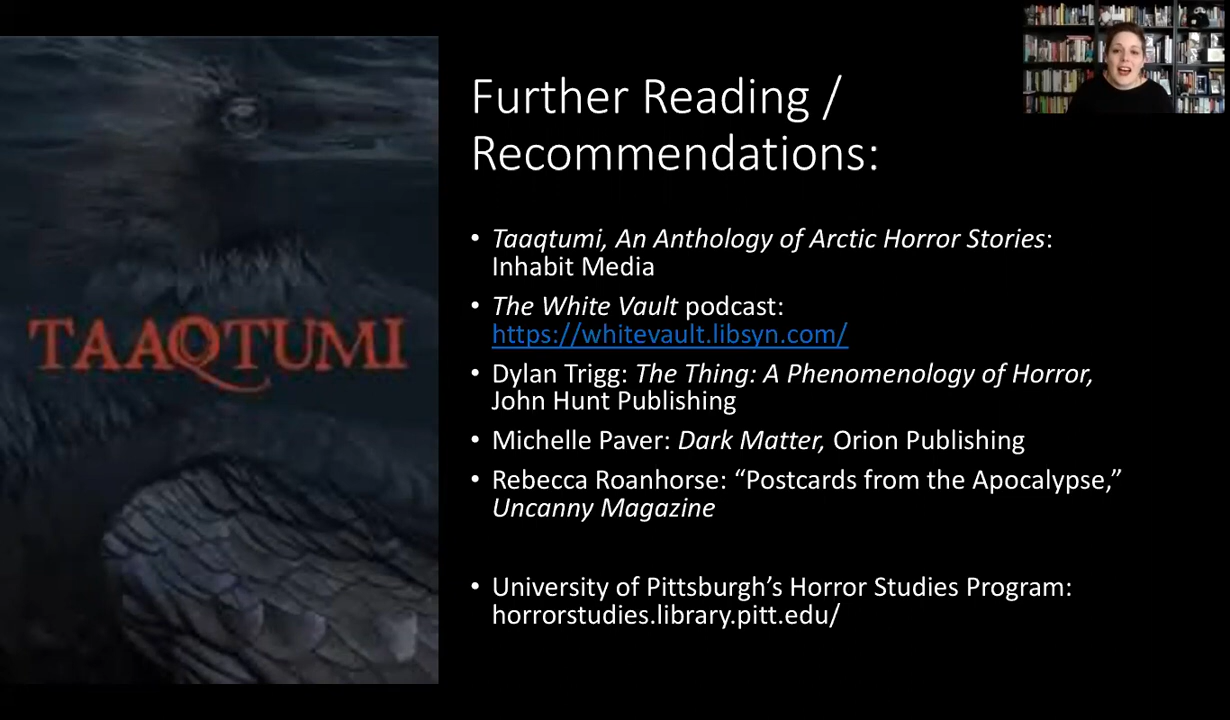 Further Reading /
Recommendations:
TAAQTUMI
• Taaqtumi, An Anthology of Arctic Horror Stories:
Inhabit Media
• The White Vault podcast:
https://whitevault.libsyn.com/
• Dylan Trigg: The Thing: A Phenomenology of Horror,
John Hunt Publishing
• Michelle Paver: Dark Matter, Orion Publishing
• Rebecca Roanhorse: “Postcards from the Apocalypse,”
Uncanny Magazine
• University of Pittsburgh’s Horror Studies Program:
horrorstudies.library.pitt.edu/